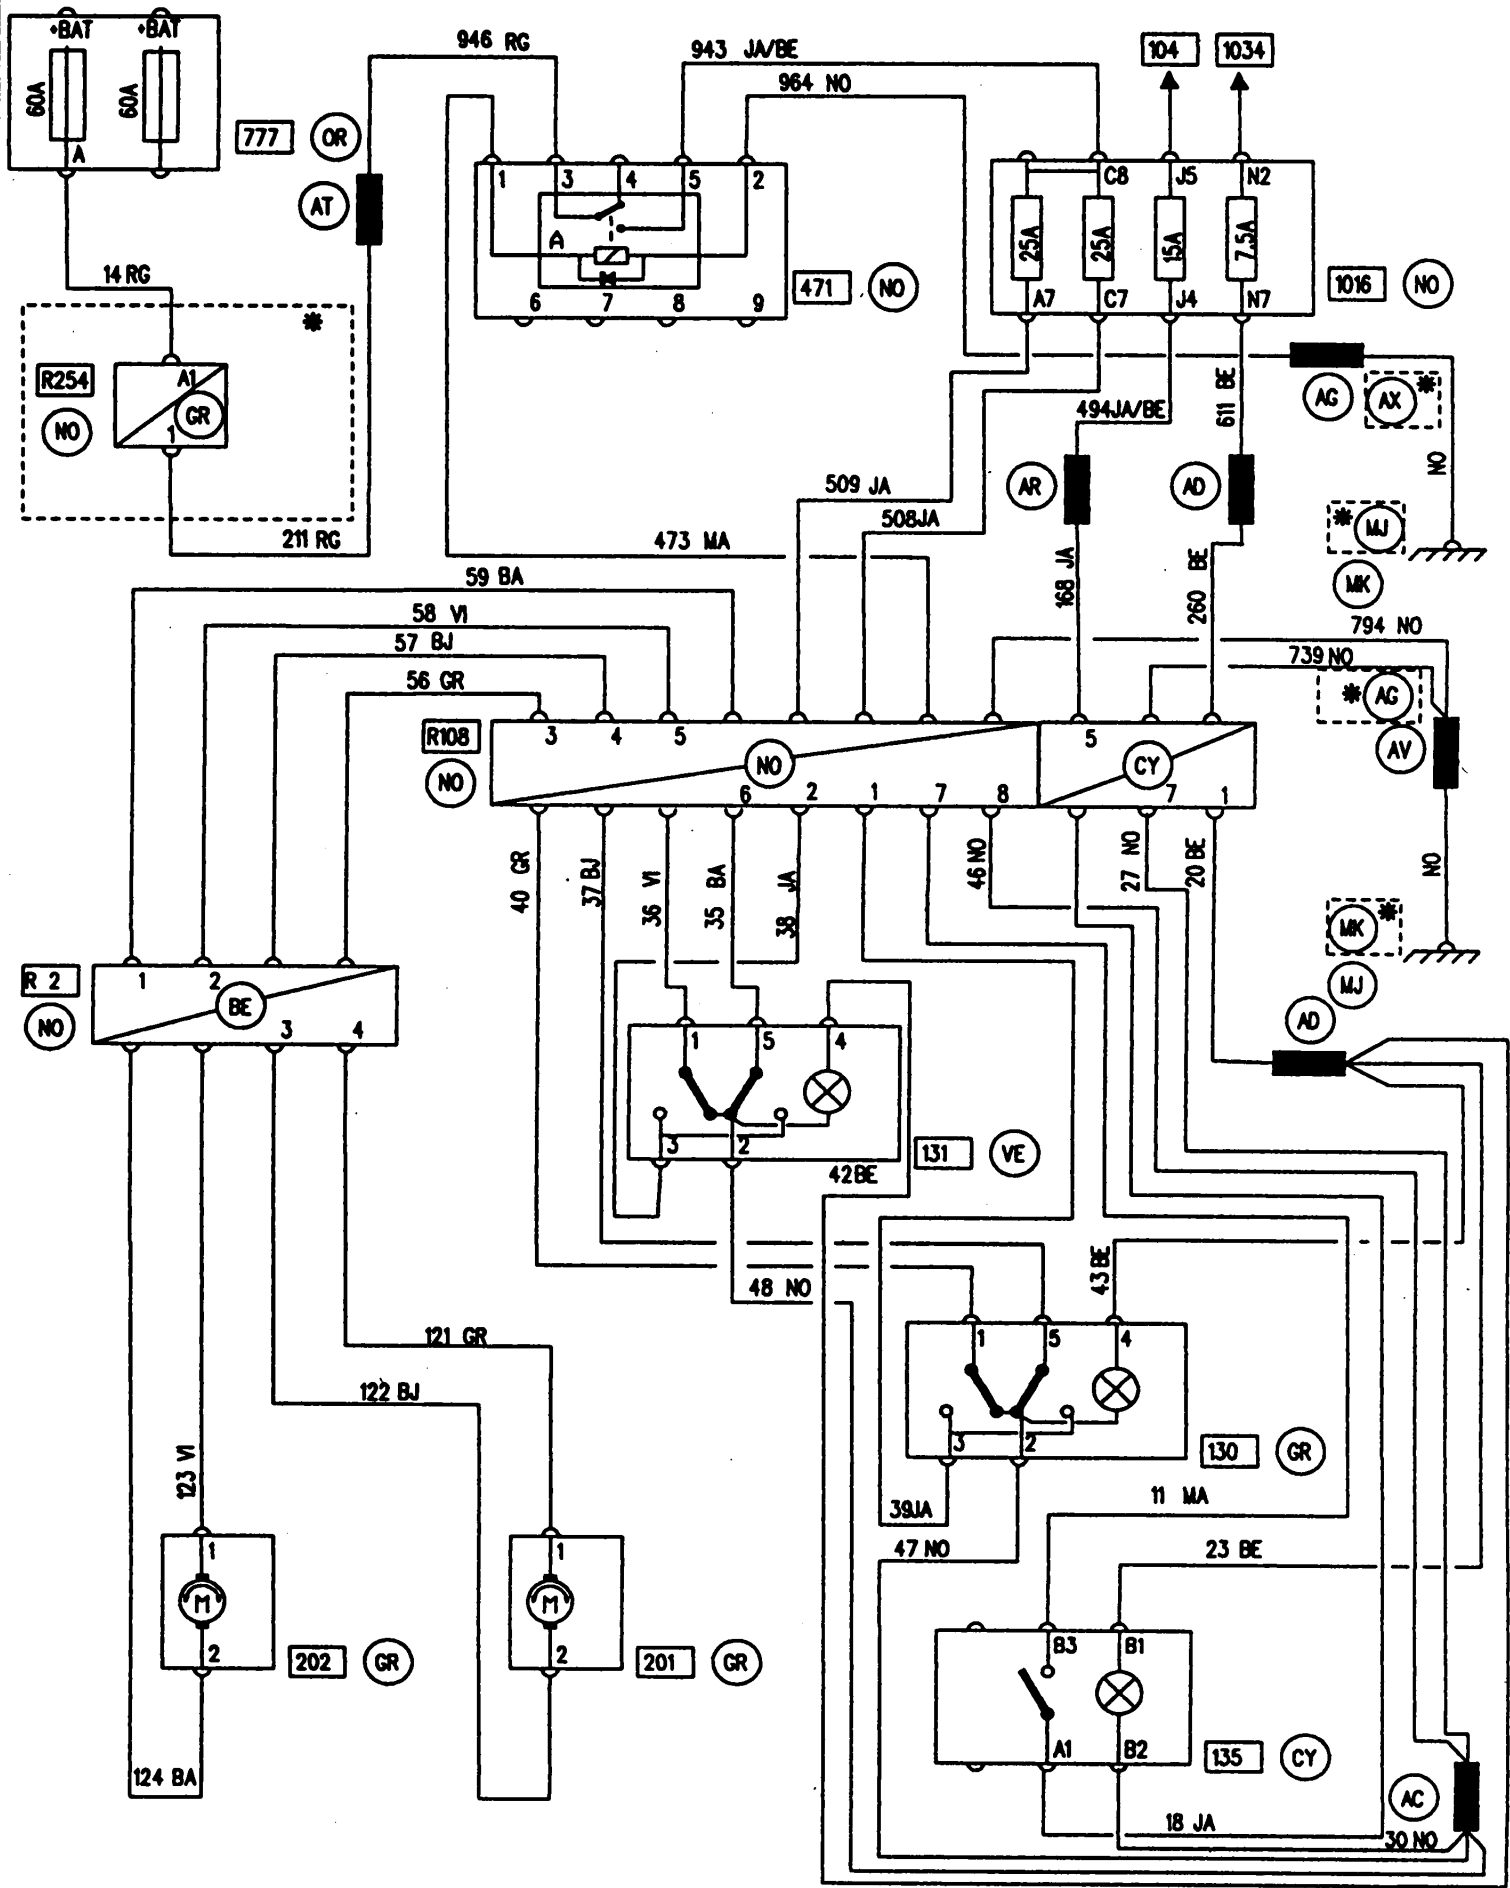 +BAT +BAT
60A 60A
A
777 OR
946 RG
943 JA/BE
964 NO
104 1034
AT
1 3 4 5 2
A
6 7 8 9
471 NO
C8 J5 N2
25A 25A 15A 7.5A
A7 C7 J4 N7
1016 NO
14 RG
*
R254
NO
A1
GR
1
211 RG
AG AX *
NO
494JA/BE
611 BE
AR AD
509 JA
508JA
473 MA
* MJ
MK
168 JA
260 BE
59 BA
58 VI
57 BJ
56 GR
794 NO
739 NO
* AG
AV
R108
NO
3 4 5
NO
6 2 1 7 8
5
CY
7 1
NO
40 GR
37 BJ
36 VI
35 BA
38 JA
46 NO
27 NO
20 BE
MK *
MJ
R 2
NO
1 2
BE
3 4
AD
1 5 4
3 2
131 VE
42BE
48 NO
43 BE
121 GR
122 BJ
123 VI
1 5 4
3 2
130 GR
39JA
47 NO
11 MA
23 BE
1
M
2
202 GR
1
M
2
201 GR
B3 B1
A1 B2
135 CY
124 BA
AC
18 JA
30 NO